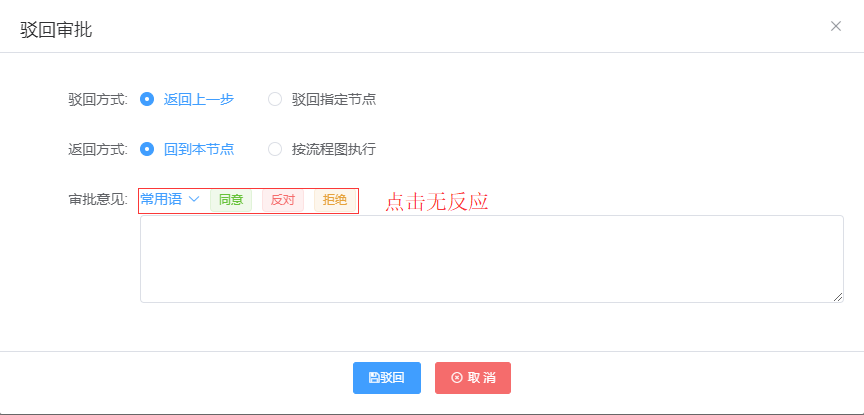 驳回审批
驳回方式: 返回上一步 驳回指定节点
返回方式: 回到本节点 按流程图执行
审批意见: 常用语 同意 反对 拒绝 点击无反应
驳回 取 消